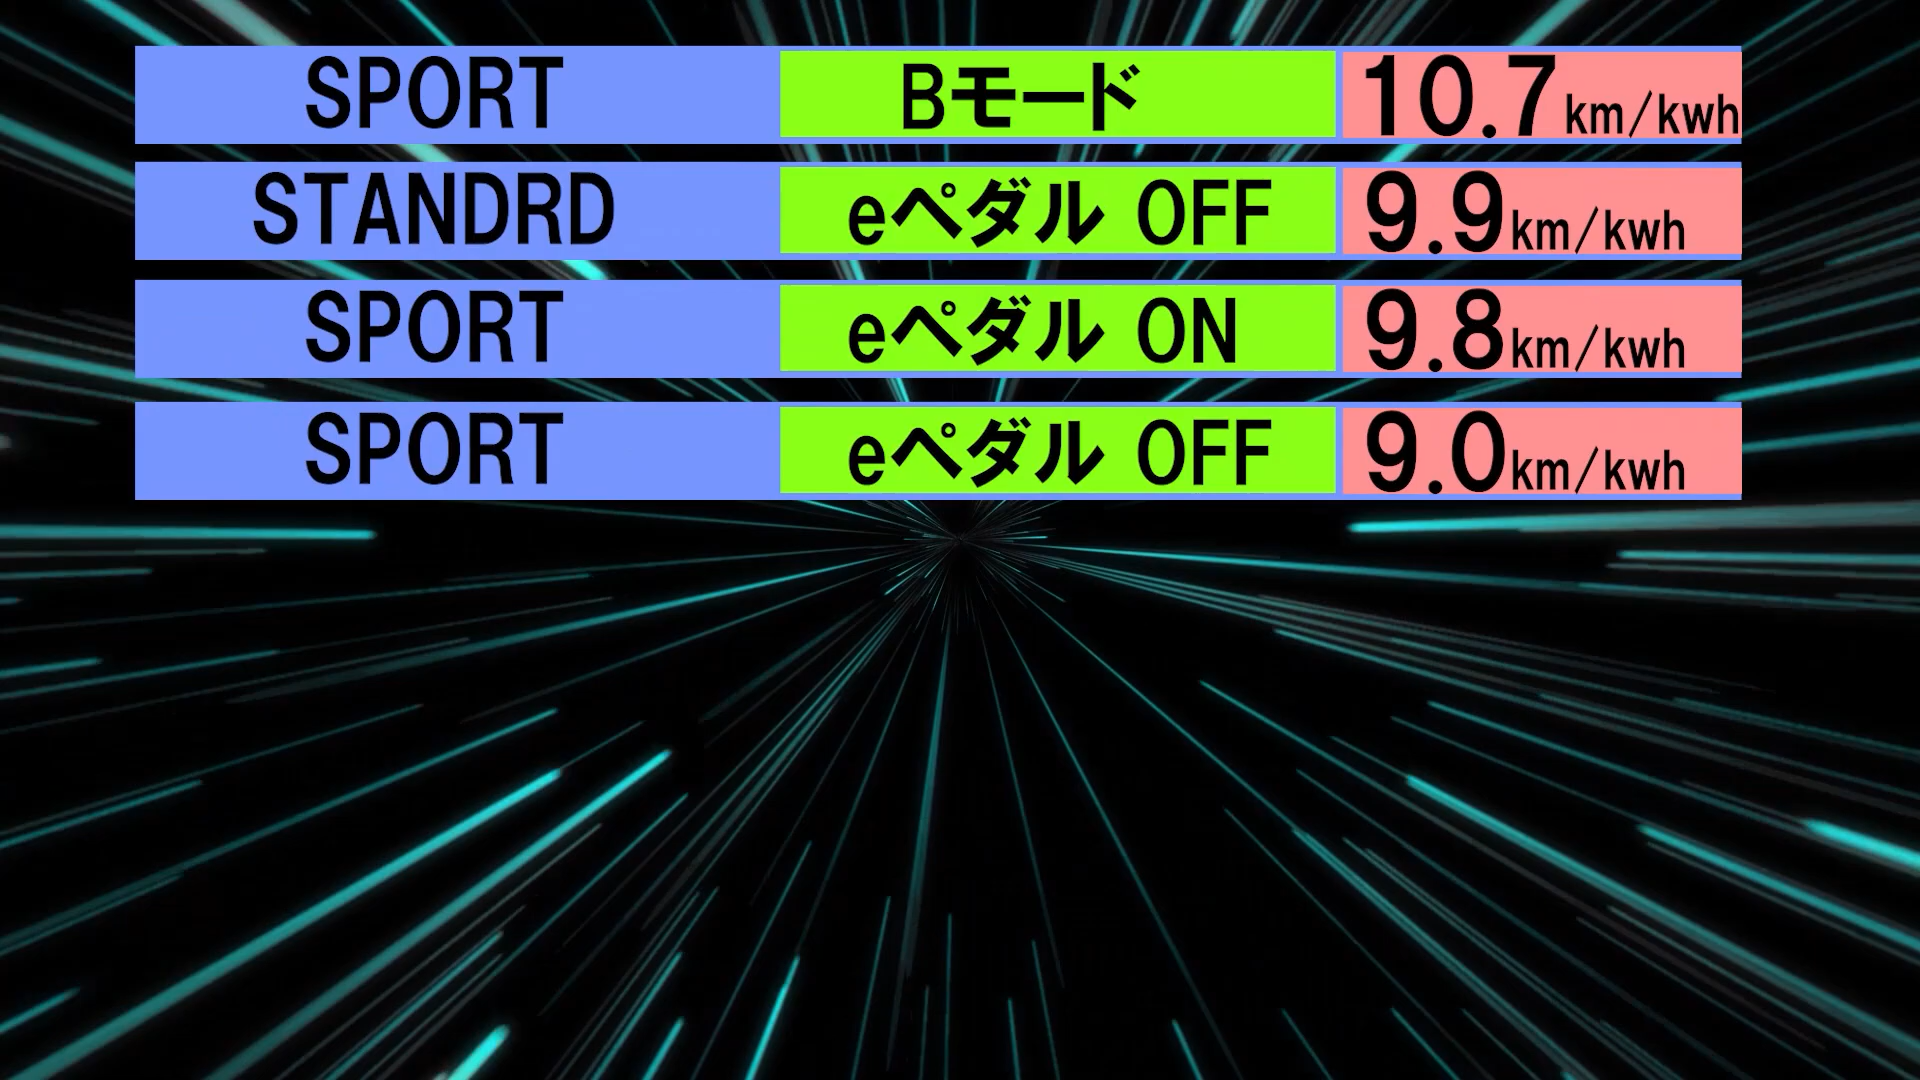 SPORT Bモード 10.7km/kwh
STANDRD eペダル OFF 9.9km/kwh
SPORT eペダル ON 9.8km/kwh
SPORT eペダル OFF 9.0km/kwh